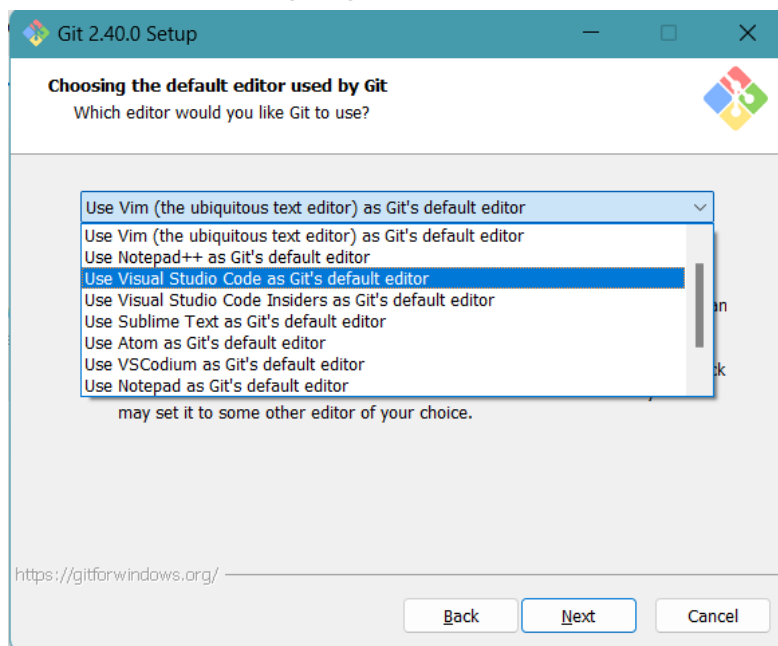 Git 2.40.0 Setup
Choosing the default editor used by Git
Which editor would you like Git to use?
Use Vim (the ubiquitous text editor) as Git's default editor
Use Vim (the ubiquitous text editor) as Git's default editor
Use Notepad++ as Git's default editor
Use Visual Studio Code as Git's default editor
Use Visual Studio Code Insiders as Git's default editor
Use Sublime Text as Git's default editor
Use Atom as Git's default editor
Use VSCodium as Git's default editor
Use Notepad as Git's default editor
may set it to some other editor of your choice.
https://gitforwindows.org/
Back Next Cancel